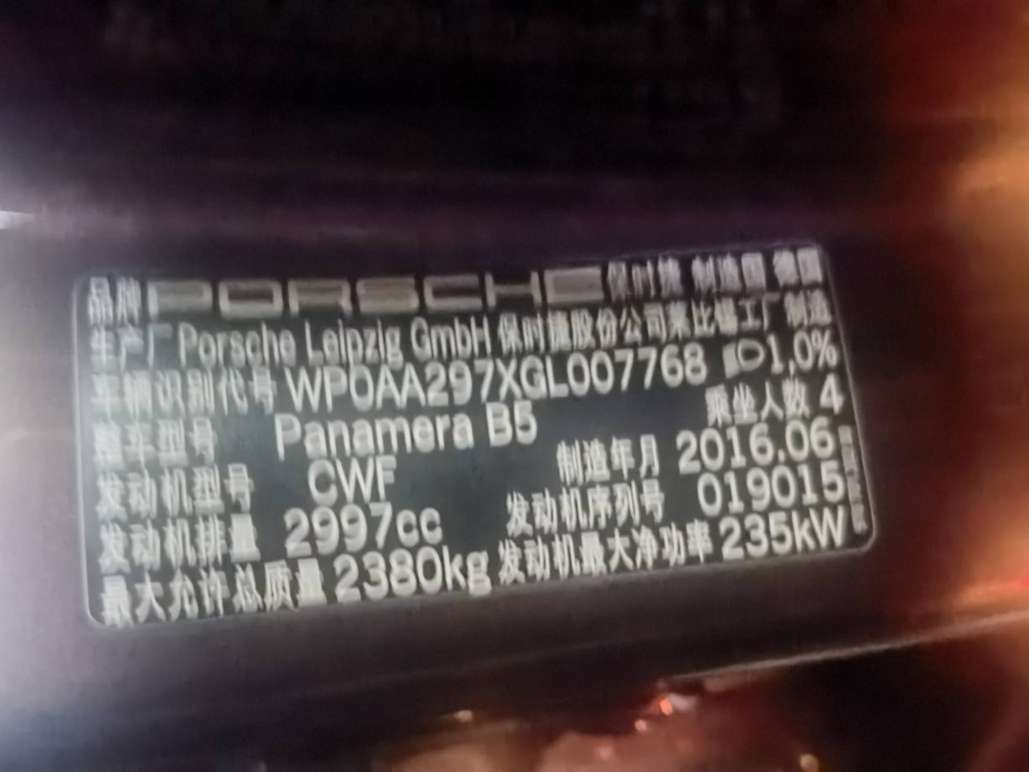 品牌 PORSCHE 保时捷 制造国 德国
生产厂 Porsche Leipzig GmbH 保时捷股份公司莱比锡工厂制造
车辆识别代号 WP0AA297XGL007768 1,0%
整车型号 Panamera B5 乘坐人数 4
发动机型号 CWF 制造年月 2016.06
发动机排量 2997cc 发动机序列号 019015
最大允许总质量 2380kg 发动机最大净功率 235kW